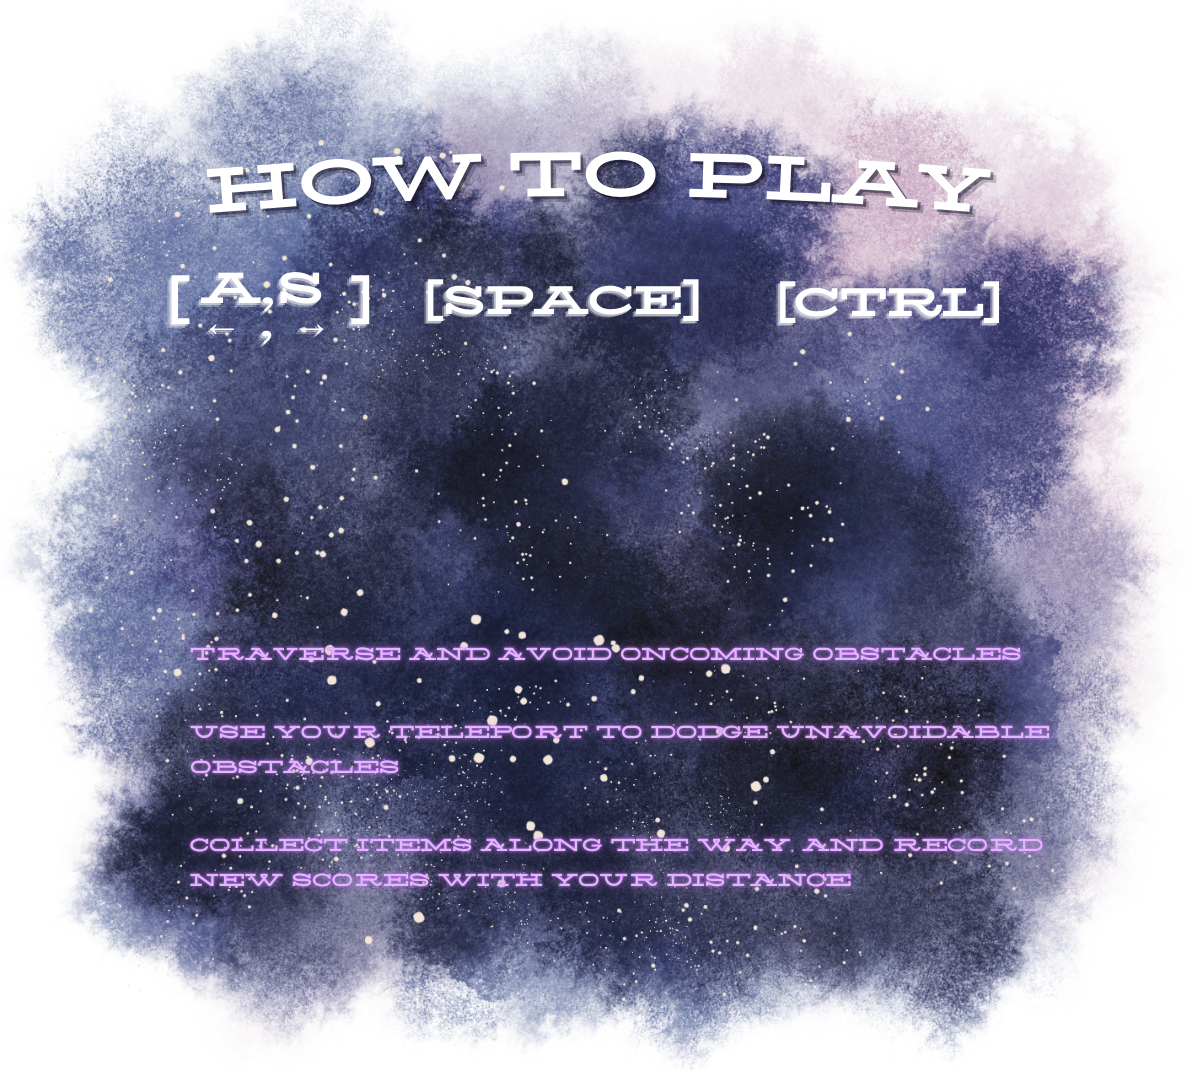 HOW TO PLAY
[ A,S ] [SPACE] [CTRL]
← , →
TRAVERSE AND AVOID ONCOMING OBSTACLES
USE YOUR TELEPORT TO DODGE UNAVOIDABLE
OBSTACLES
COLLECT ITEMS ALONG THE WAY AND RECORD
NEW SCORES WITH YOUR DISTANCE